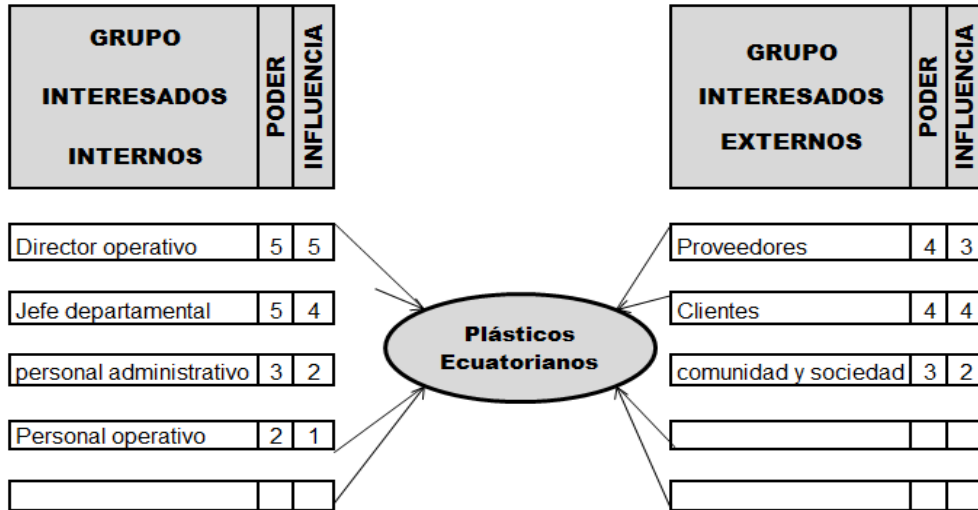 GRUPO
INTERESADOS
INTERNOS
PODER
INFLUENCIA
Director operativo 5 5
Jefe departamental 5 4
personal administrativo 3 2
Personal operativo 2 1
Plásticos
Ecuatorianos
GRUPO
INTERESADOS
EXTERNOS
PODER
INFLUENCIA
Proveedores 4 3
Clientes 4 4
comunidad y sociedad 3 2